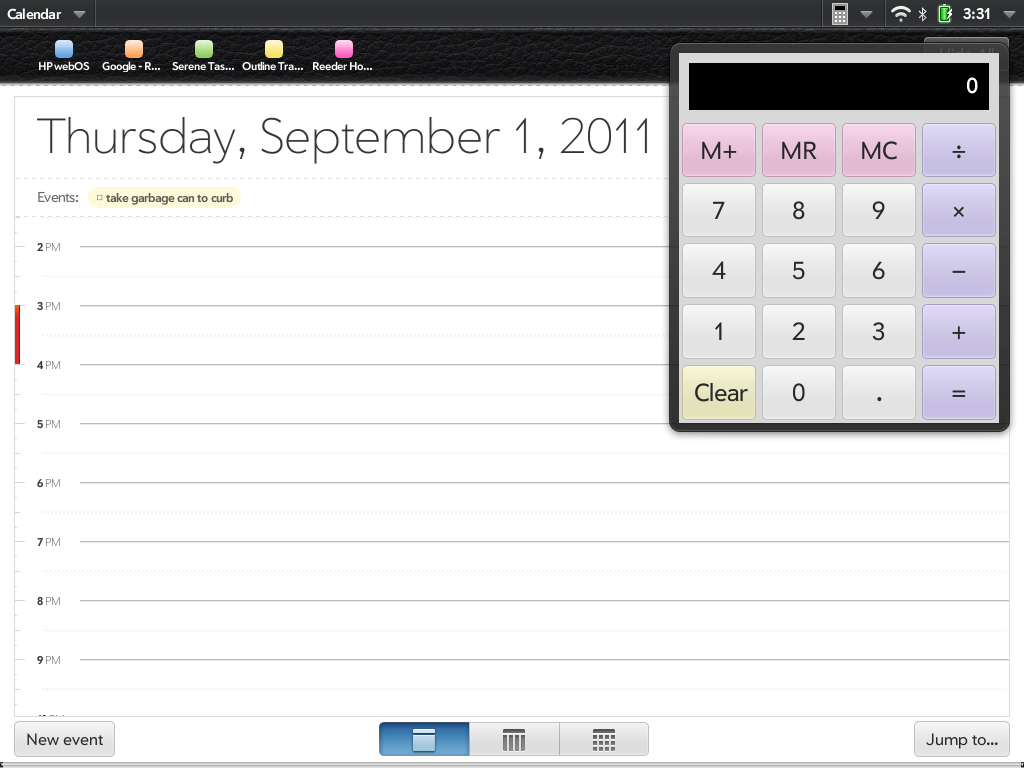 Calendar
3:31
HP webOS Google - R... Serene Tas... Outline Tra... Reeder Ho...
Thursday, September 1, 2011
Events: take garbage can to curb
2 PM
3 PM
4 PM
5 PM
6 PM
7 PM
8 PM
9 PM
0
M+ MR MC ÷
7 8 9 ×
4 5 6 −
1 2 3 +
Clear 0 . =
New event
Jump to...